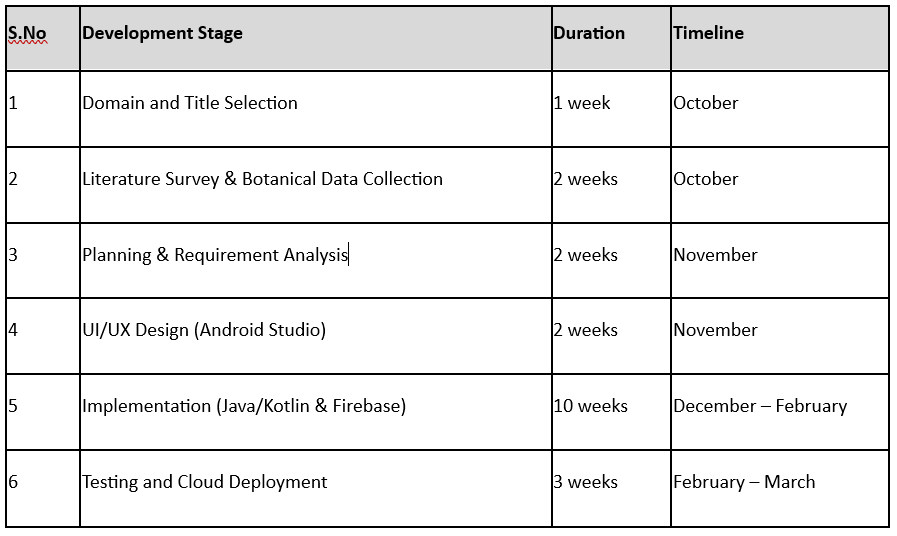 S.No Development Stage Duration Timeline
1 Domain and Title Selection 1 week October
2 Literature Survey & Botanical Data Collection 2 weeks October
3 Planning & Requirement Analysis 2 weeks November
4 UI/UX Design (Android Studio) 2 weeks November
5 Implementation (Java/Kotlin & Firebase) 10 weeks December – February
6 Testing and Cloud Deployment 3 weeks February – March